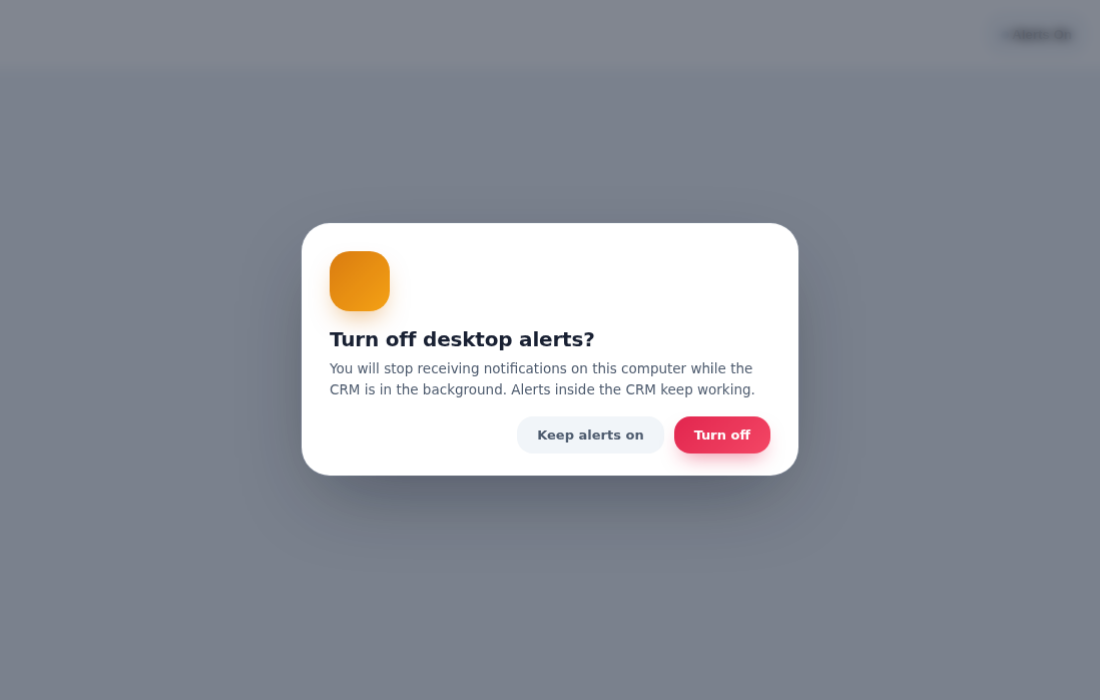 Turn off desktop alerts?
You will stop receiving notifications on this computer while the
CRM is in the background. Alerts inside the CRM keep working.
Keep alerts on
Turn off